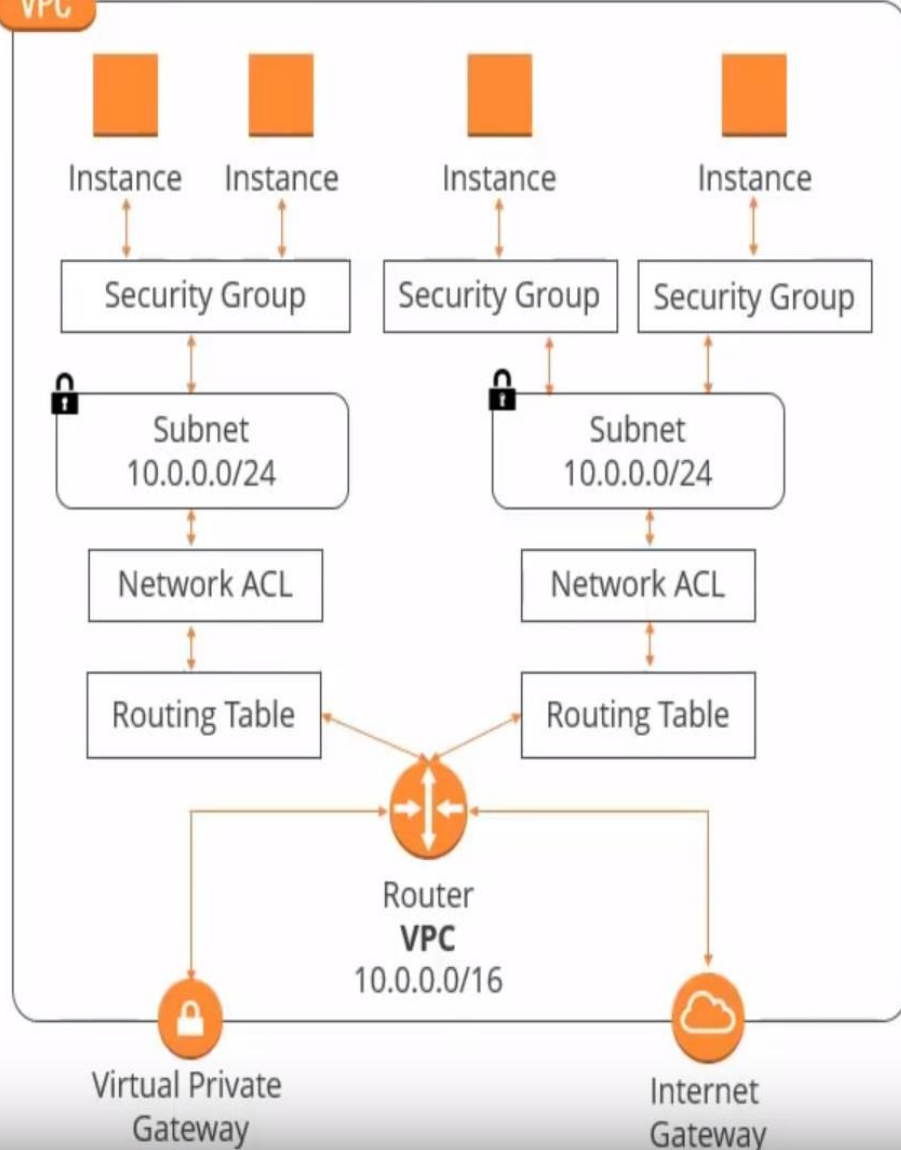 VPC
Instance
Instance
Instance
Instance
Security Group
Security Group
Security Group
Subnet
10.0.0.0/24
Subnet
10.0.0.0/24
Network ACL
Network ACL
Routing Table
Routing Table
Router
VPC
10.0.0.0/16
Virtual Private
Gateway
Internet
Gateway